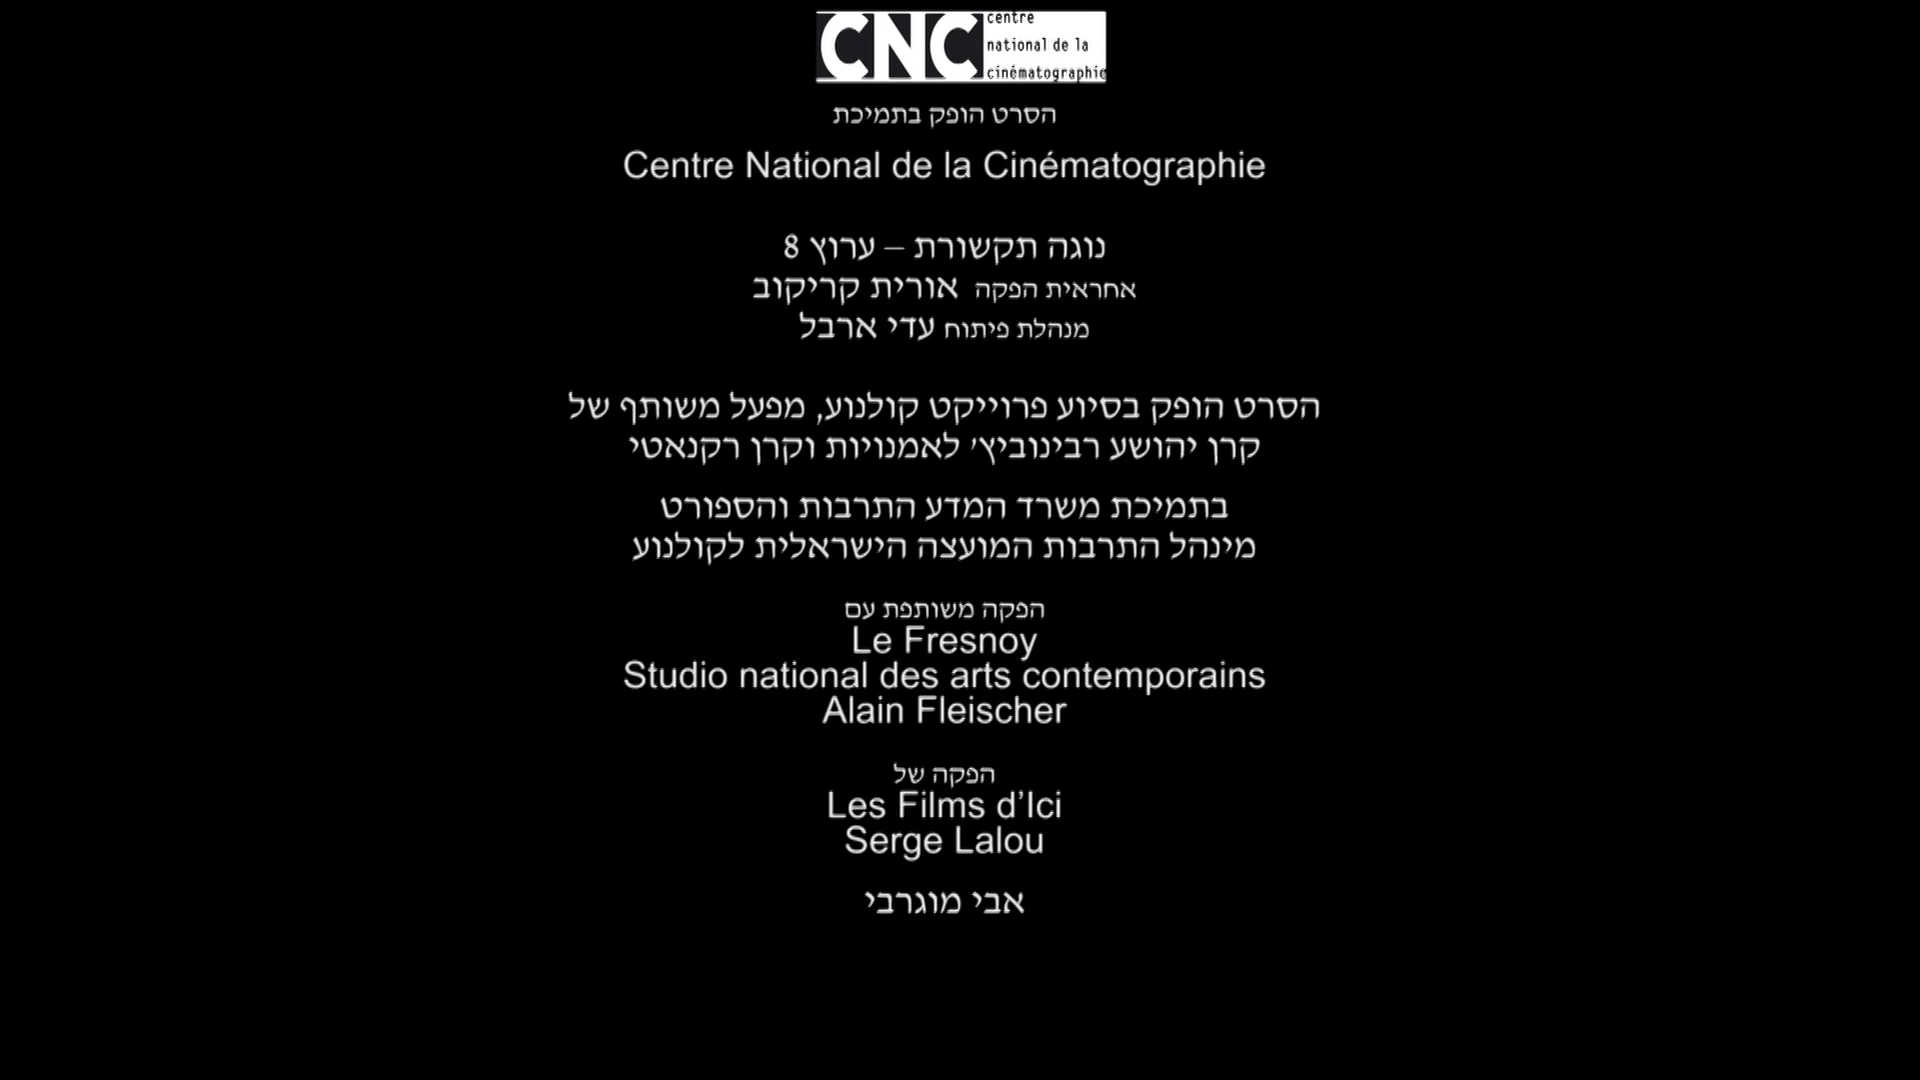 CNC
centre
national de la
cinématographie
הסרט הופק בתמיכת
Centre National de la Cinématographie
נוגה תקשורת – ערוץ 8
אחראית הפקה אורית קריקוב
מנהלת פיתוח עדי ארבל
הסרט הופק בסיוע פרוייקט קולנוע, מפעל משותף של
קרן יהושע רבינוביץ׳ לאמנויות וקרן רקנאטי
בתמיכת משרד המדע התרבות והספורט
מינהל התרבות המועצה הישראלית לקולנוע
הפקה משותפת עם
Le Fresnoy
Studio national des arts contemporains
Alain Fleischer
הפקה של
Les Films d’Ici
Serge Lalou
אבי מוגרבי